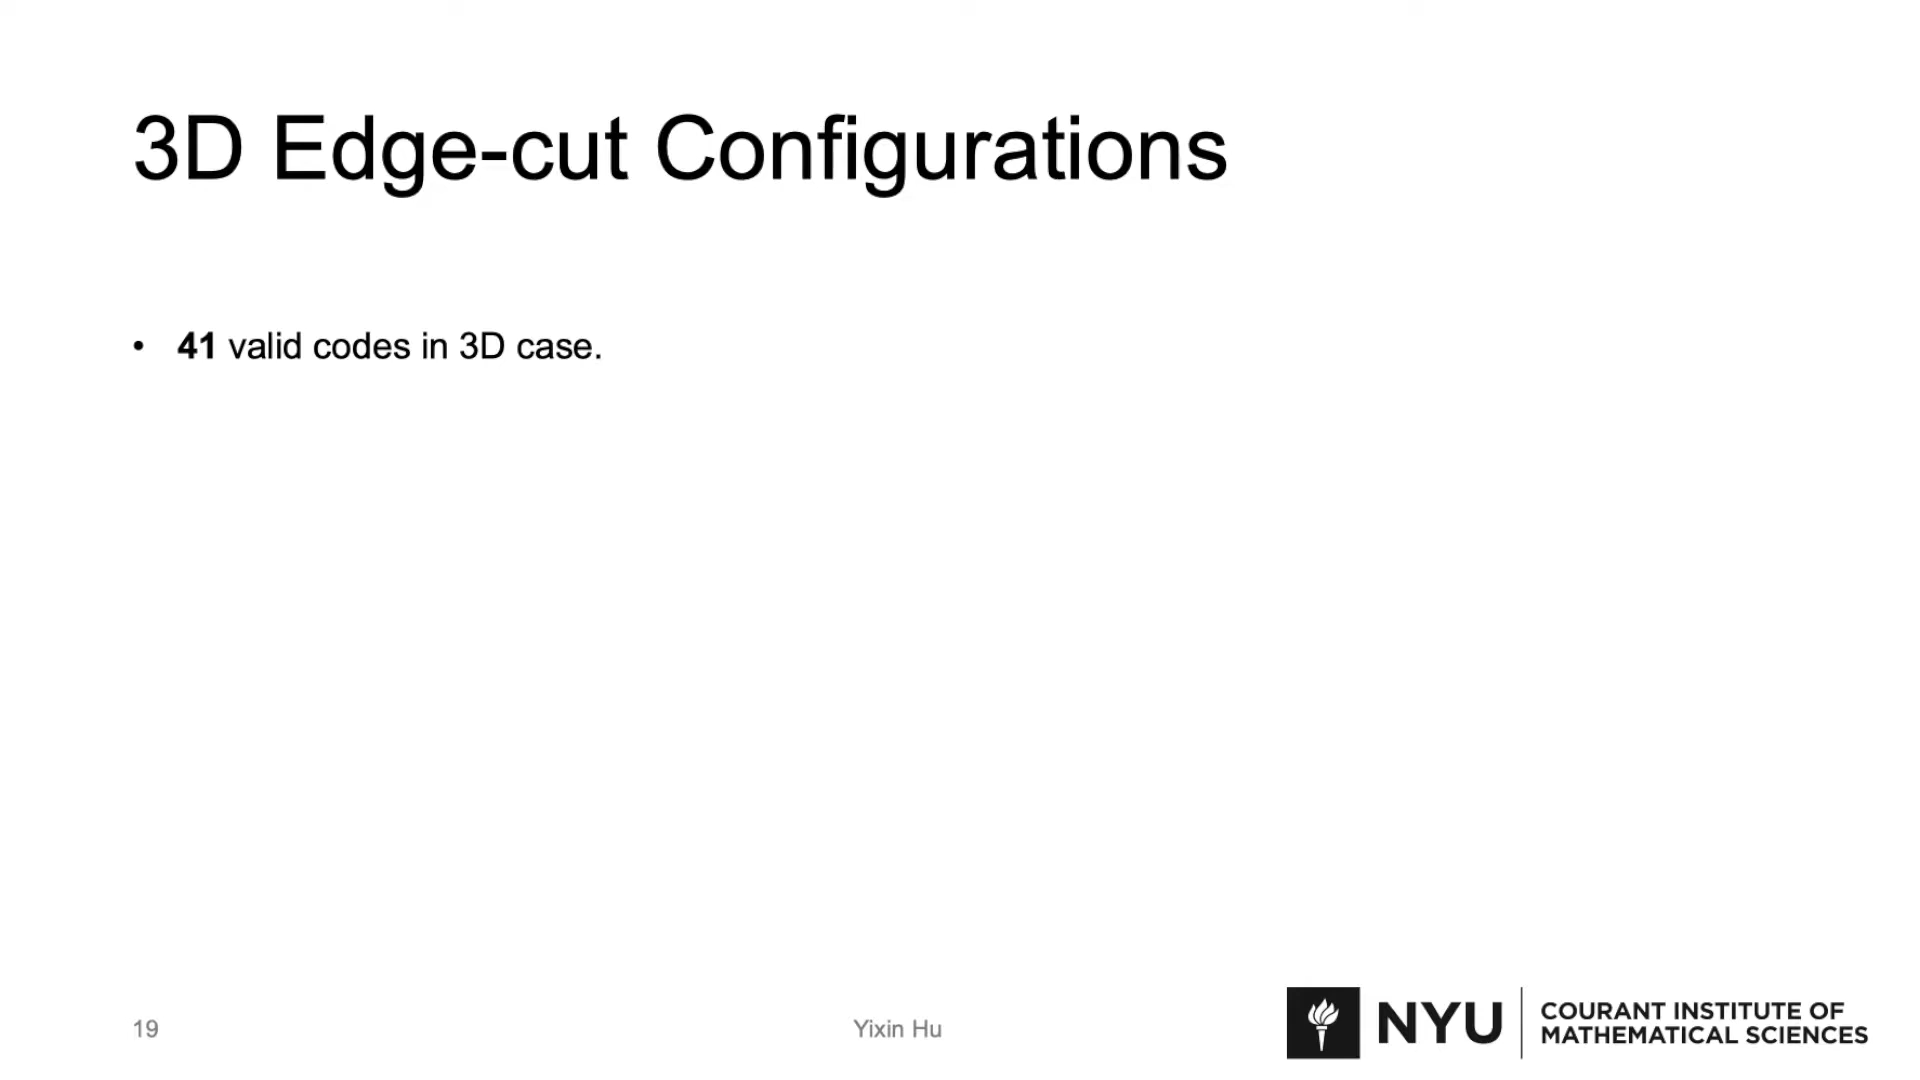 3D Edge-cut Configurations
• 41 valid codes in 3D case.
19
Yixin Hu
NYU
COURANT INSTITUTE OF
MATHEMATICAL SCIENCES